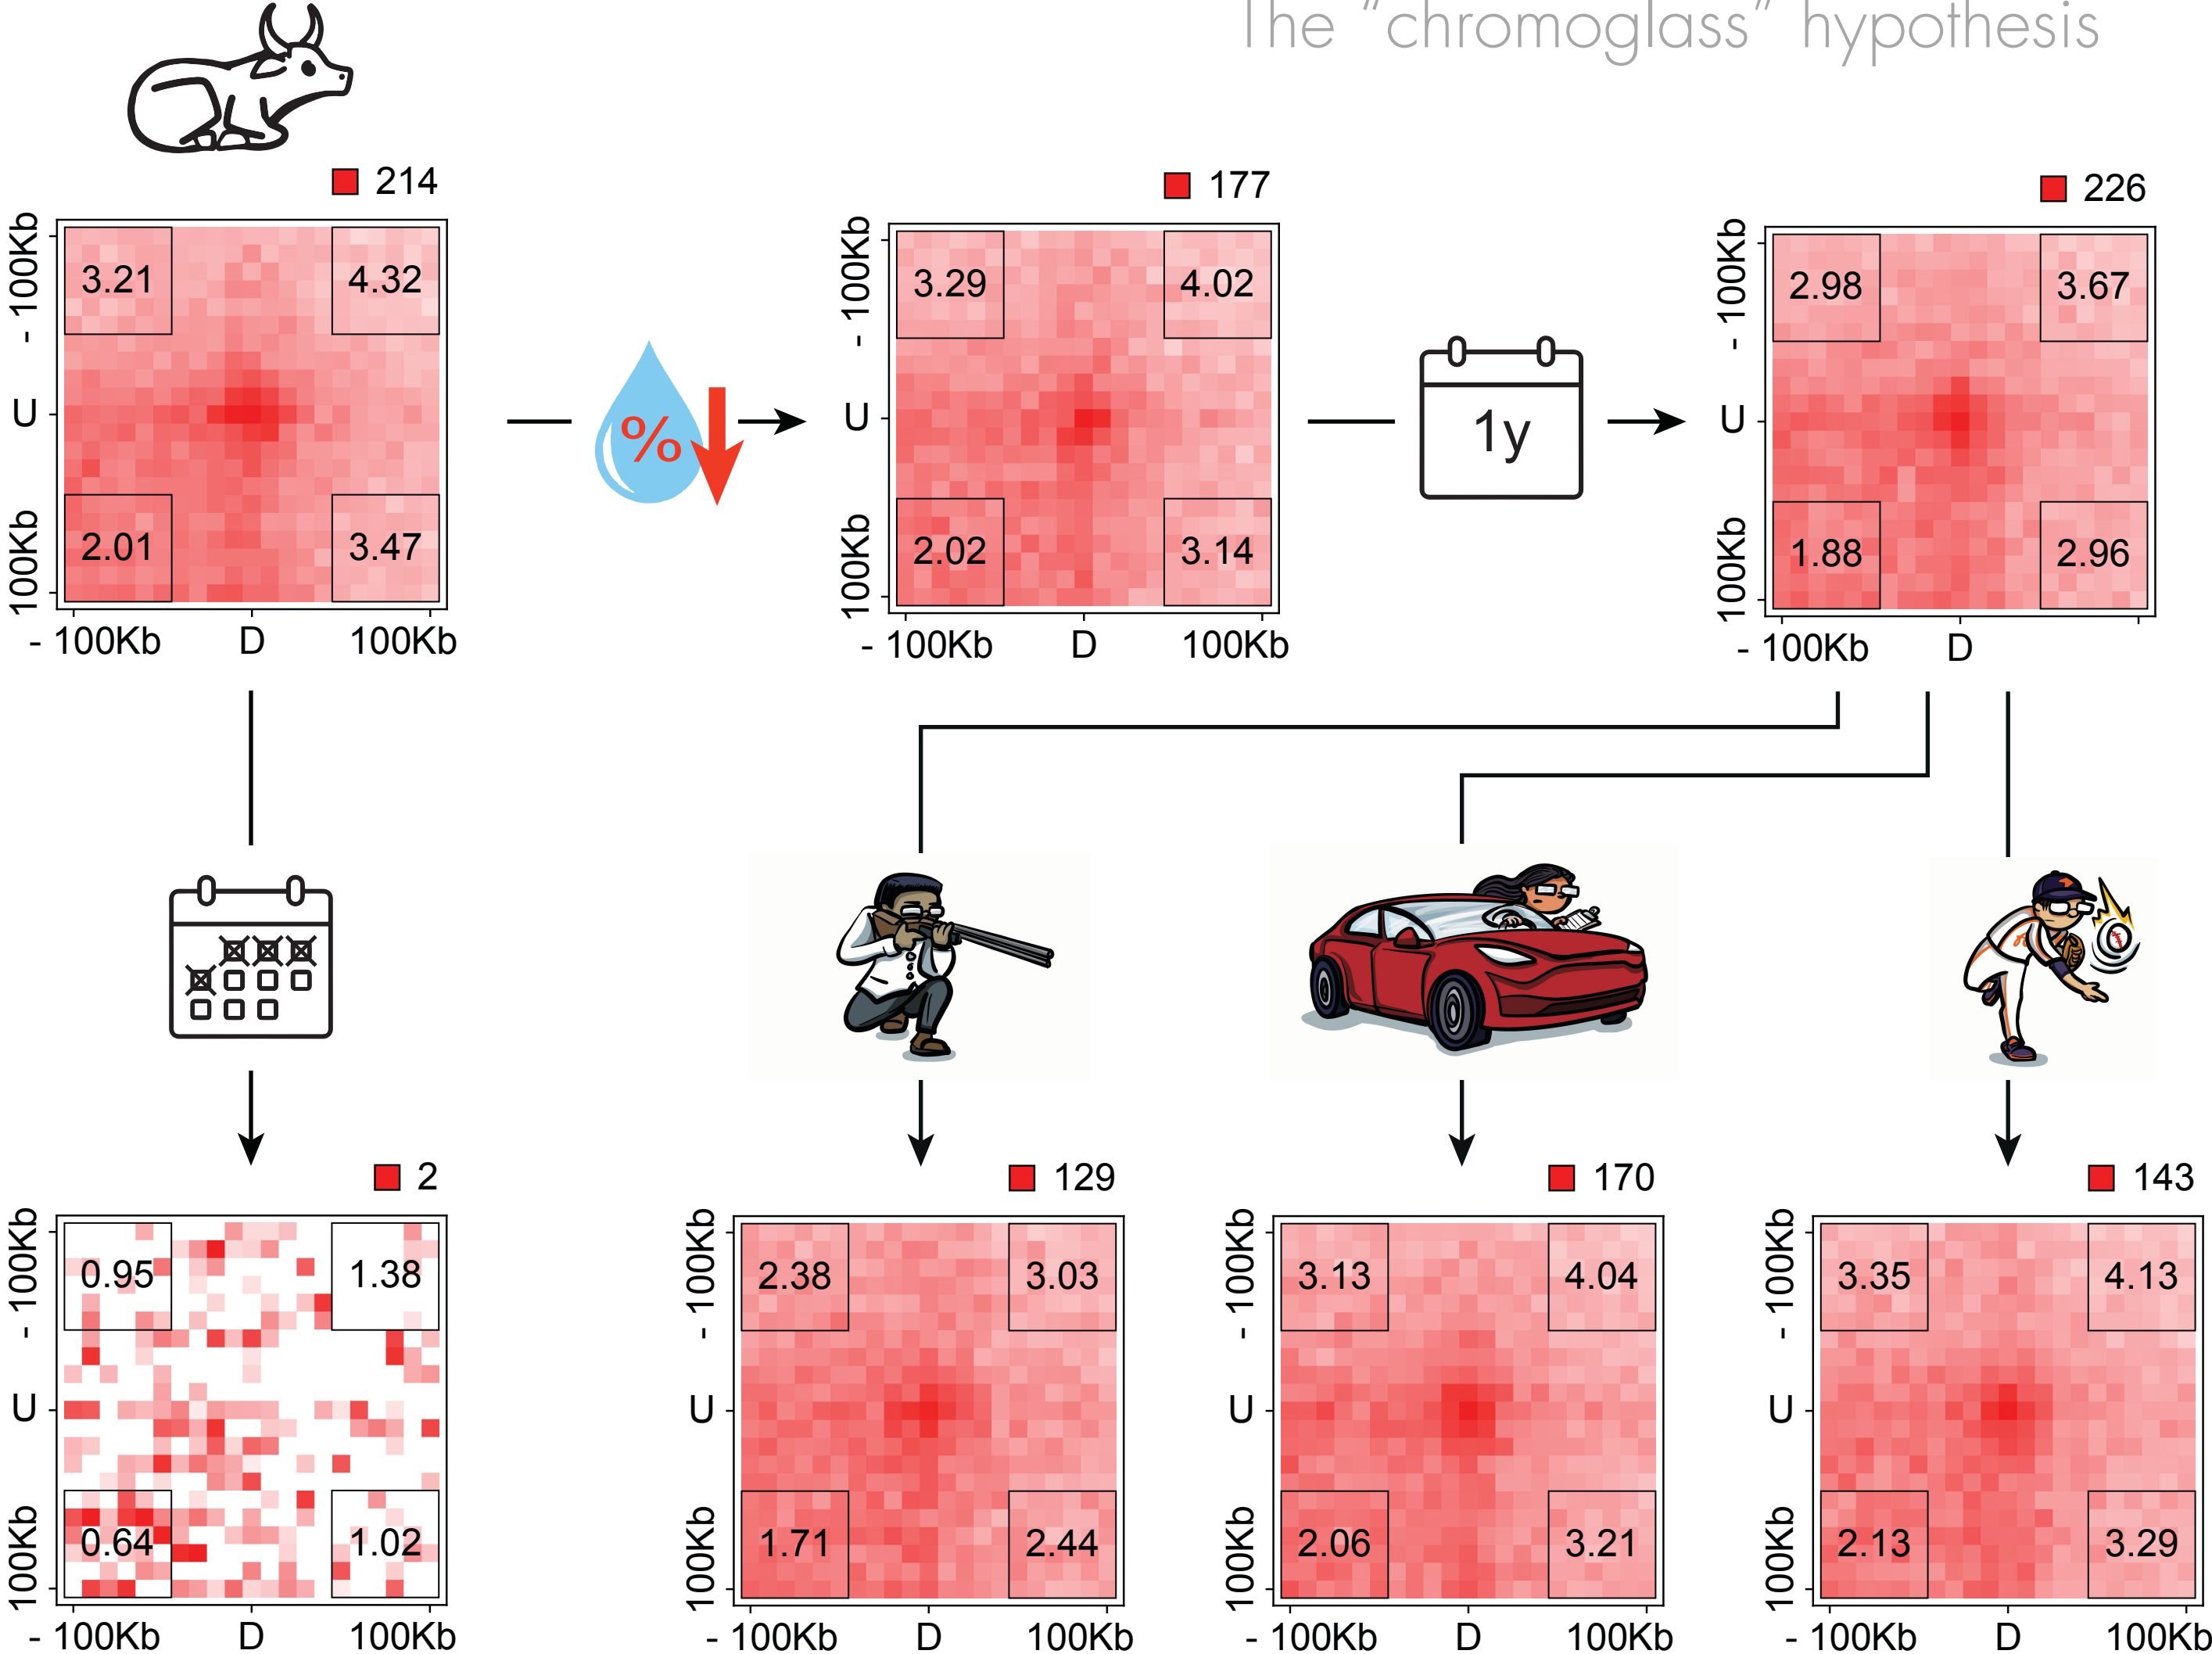 The “chromoglass” hypothesis
214
3.21 4.32
2.01 3.47
- 100Kb
U
100Kb
- 100Kb D 100Kb
%
177
3.29 4.02
2.02 3.14
- 100Kb
U
100Kb
- 100Kb D 100Kb
1y
226
2.98 3.67
1.88 2.96
- 100Kb
U
100Kb
- 100Kb D
2
0.95 1.38
0.64 1.02
- 100Kb
U
100Kb
- 100Kb D 100Kb
129
2.38 3.03
1.71 2.44
- 100Kb
U
100Kb
- 100Kb D 100Kb
170
3.13 4.04
2.06 3.21
- 100Kb
U
100Kb
- 100Kb D 100Kb
143
3.35 4.13
2.13 3.29
- 100Kb
U
100Kb
- 100Kb D 100Kb